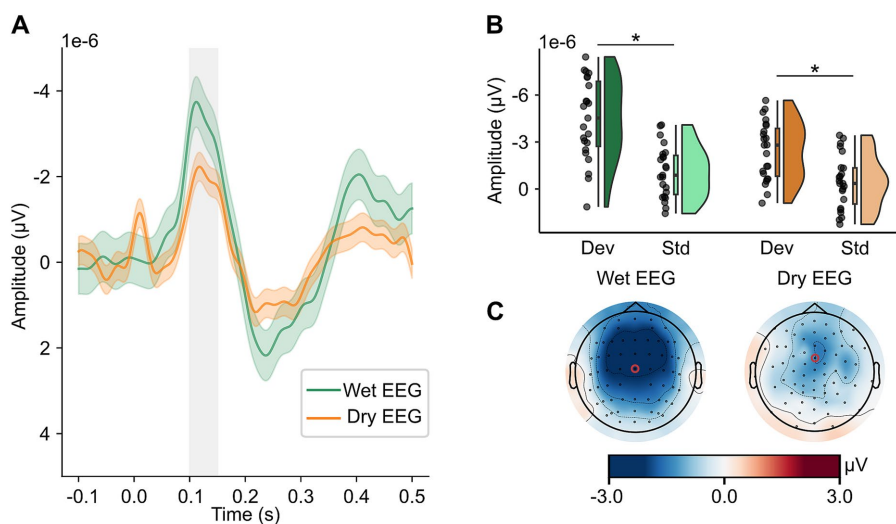 A
1e-6
Amplitude (μV)
-4
-2
0
2
4
-0.1
0.0
0.1
0.2
0.3
0.4
0.5
Time (s)
Wet EEG
Dry EEG
B
1e-6
Amplitude (μV)
-6
-3
0
*
*
Dev
Std
Dev
Std
Wet EEG
Dry EEG
C
μV
-3.0
0.0
3.0